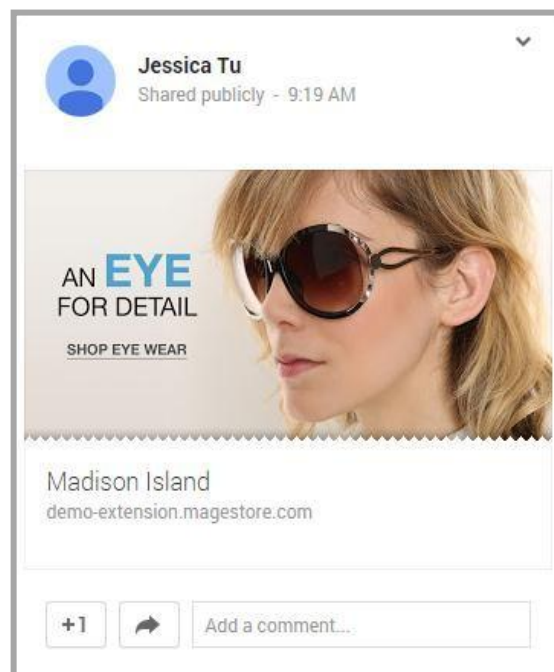 Jessica Tu
Shared publicly - 9:19 AM
AN EYE
FOR DETAIL
SHOP EYE WEAR
Madison Island
demo-extension.magestore.com
+1
Add a comment...